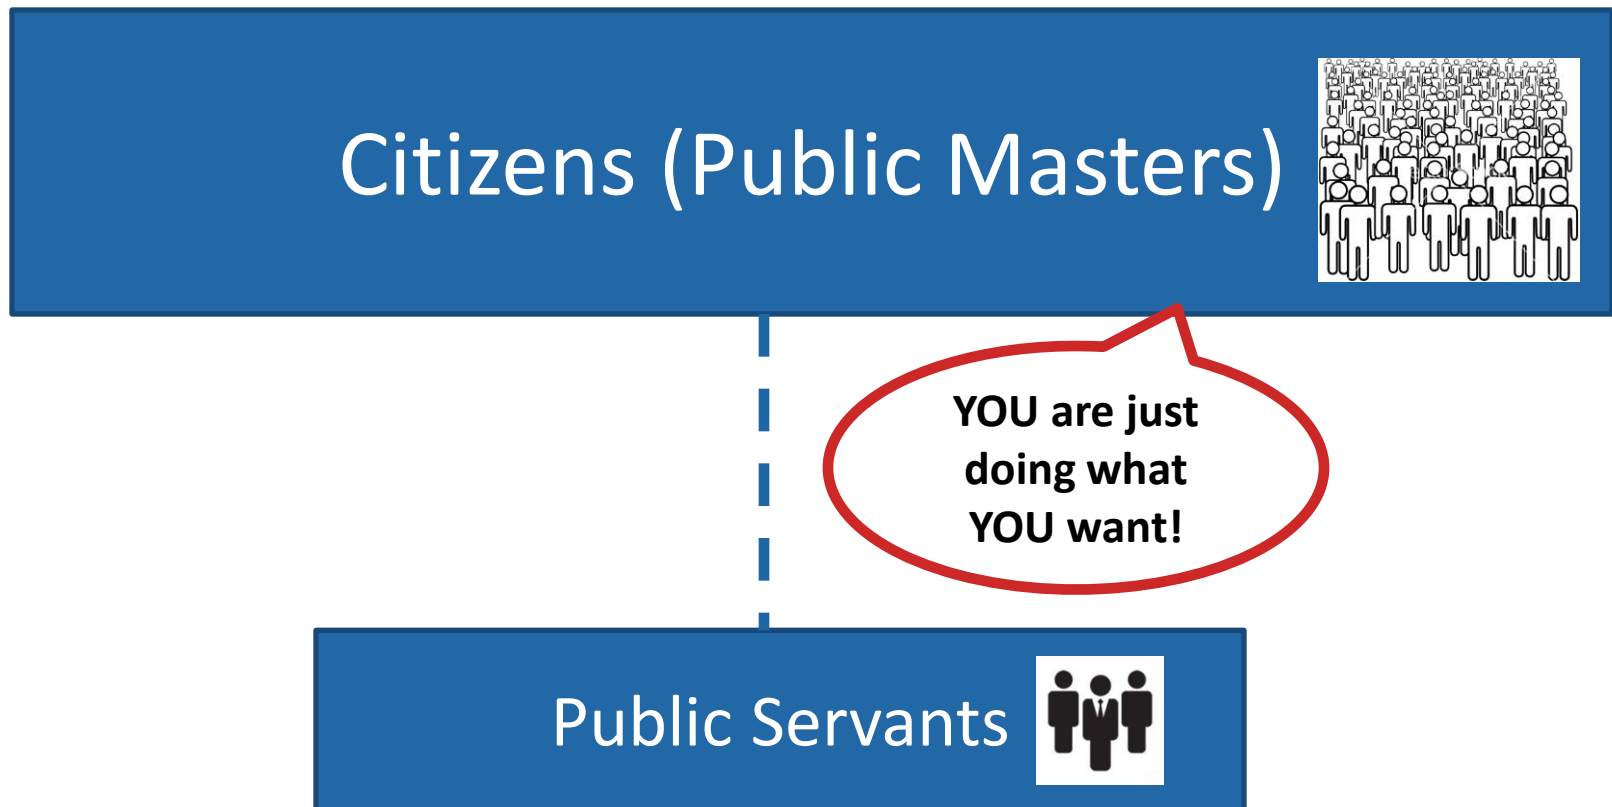 Citizens (Public Masters)
YOU are just
doing what
YOU want!
Public Servants